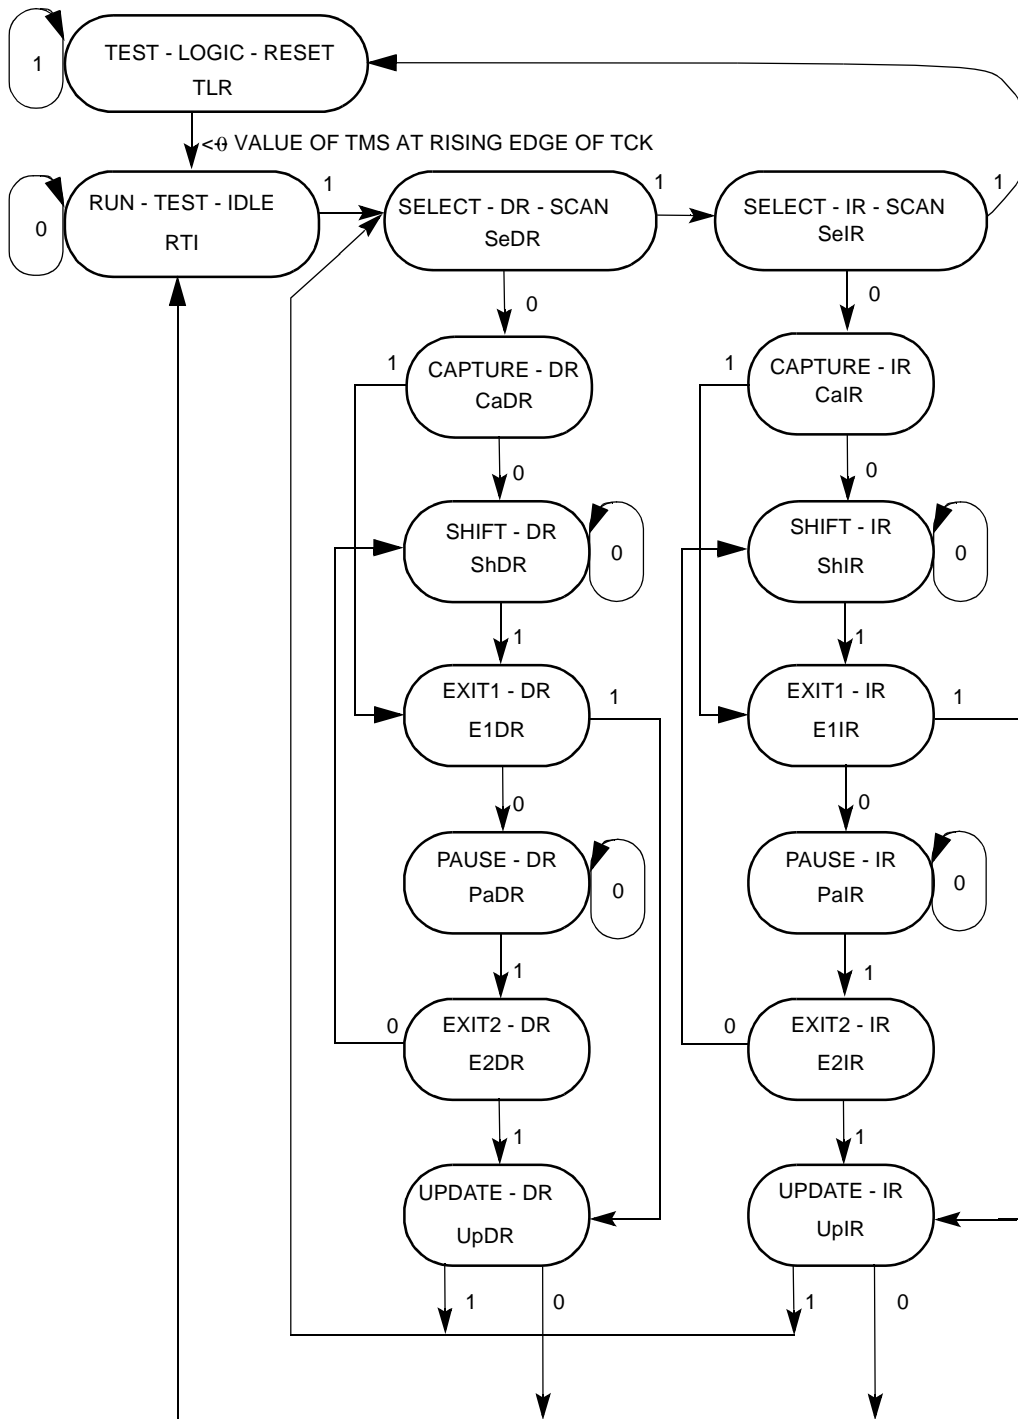 TEST - LOGIC - RESET
TLR
1
<0 VALUE OF TMS AT RISING EDGE OF TCK
RUN - TEST - IDLE
RTI
0
1
SELECT - DR - SCAN
SeDR
1
SELECT - IR - SCAN
SeIR
1
0
0
1
CAPTURE - DR
CaDR
1
CAPTURE - IR
CaIR
0
0
SHIFT - DR
ShDR
0
SHIFT - IR
ShIR
0
1
1
EXIT1 - DR
E1DR
1
EXIT1 - IR
E1IR
1
0
0
PAUSE - DR
PaDR
0
PAUSE - IR
PaIR
0
1
1
0
EXIT2 - DR
E2DR
0
EXIT2 - IR
E2IR
1
1
UPDATE - DR
UpDR
UPDATE - IR
UpIR
1
0
1
0